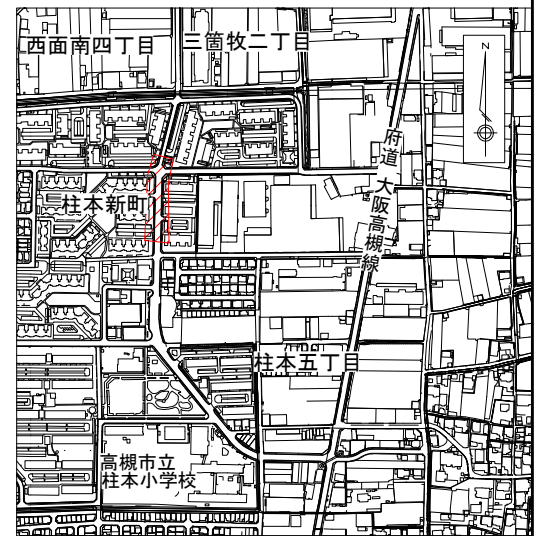 西面南四丁目
三箇牧二丁目
N
府道 大阪高槻線
柱本新町
柱本五丁目
高槻市立
柱本小学校